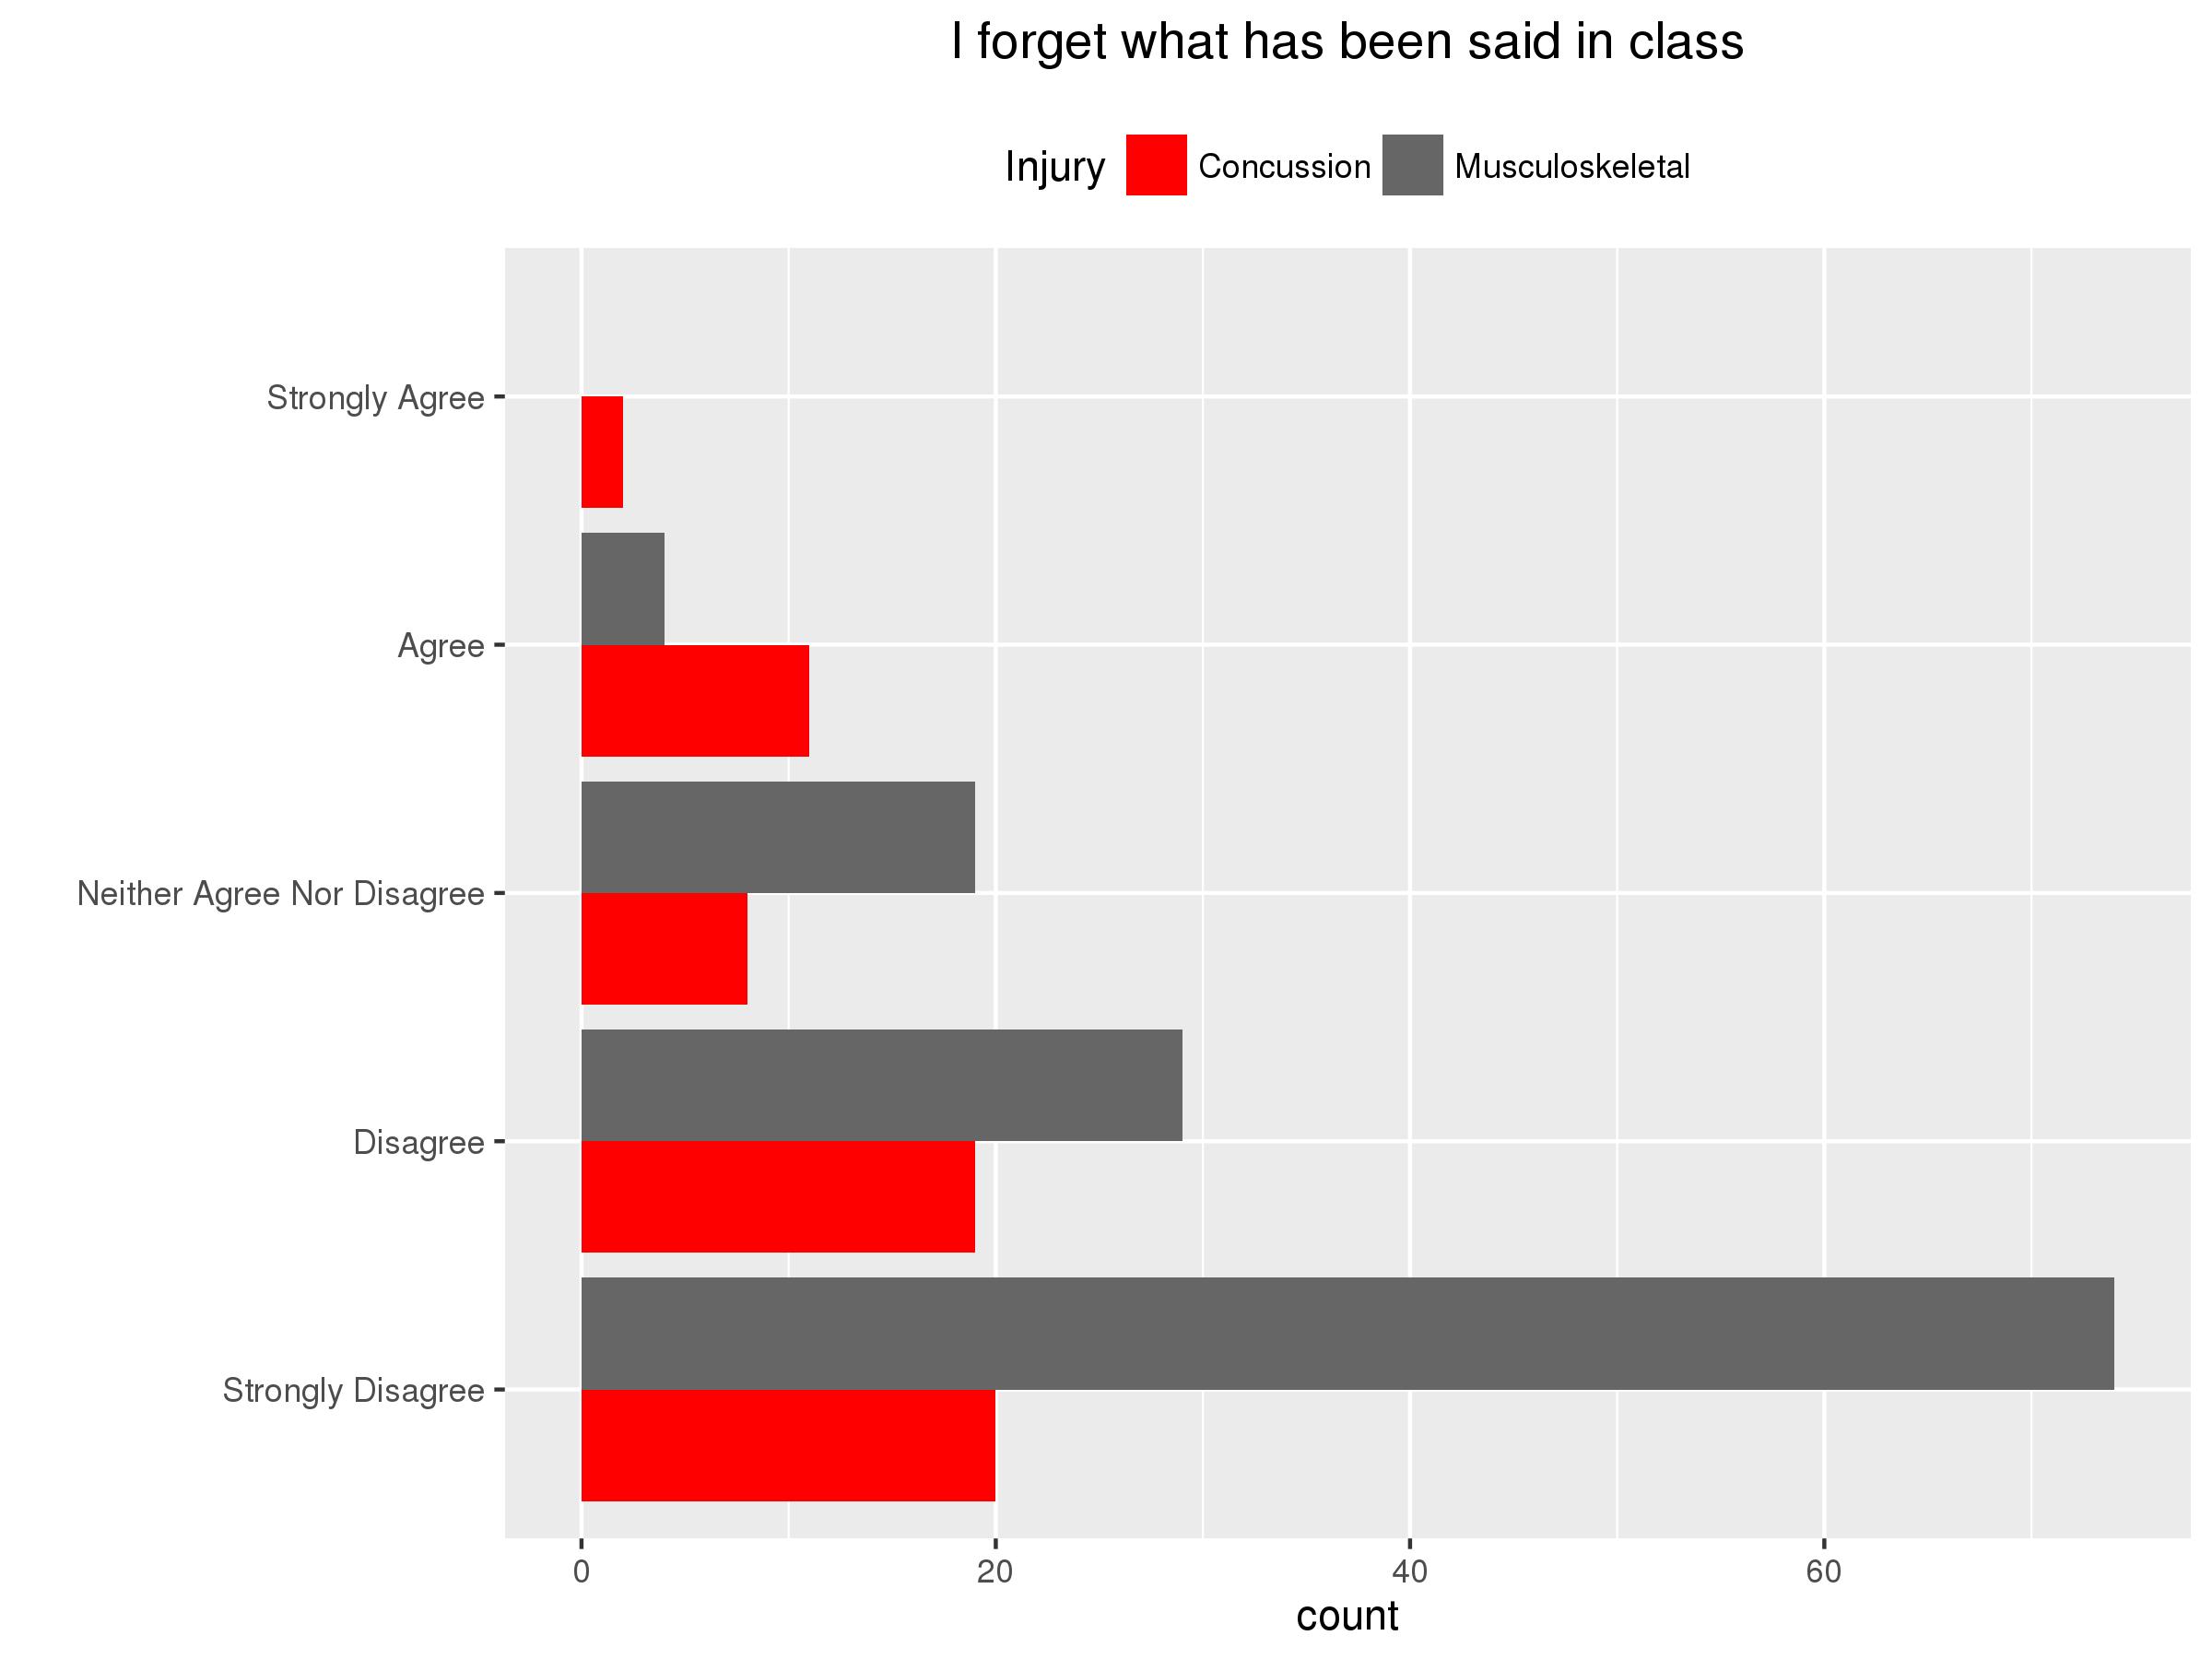 I forget what has been said in class
Injury Concussion Musculoskeletal
Strongly Agree
Agree
Neither Agree Nor Disagree
Disagree
Strongly Disagree
0 20 40 60
count